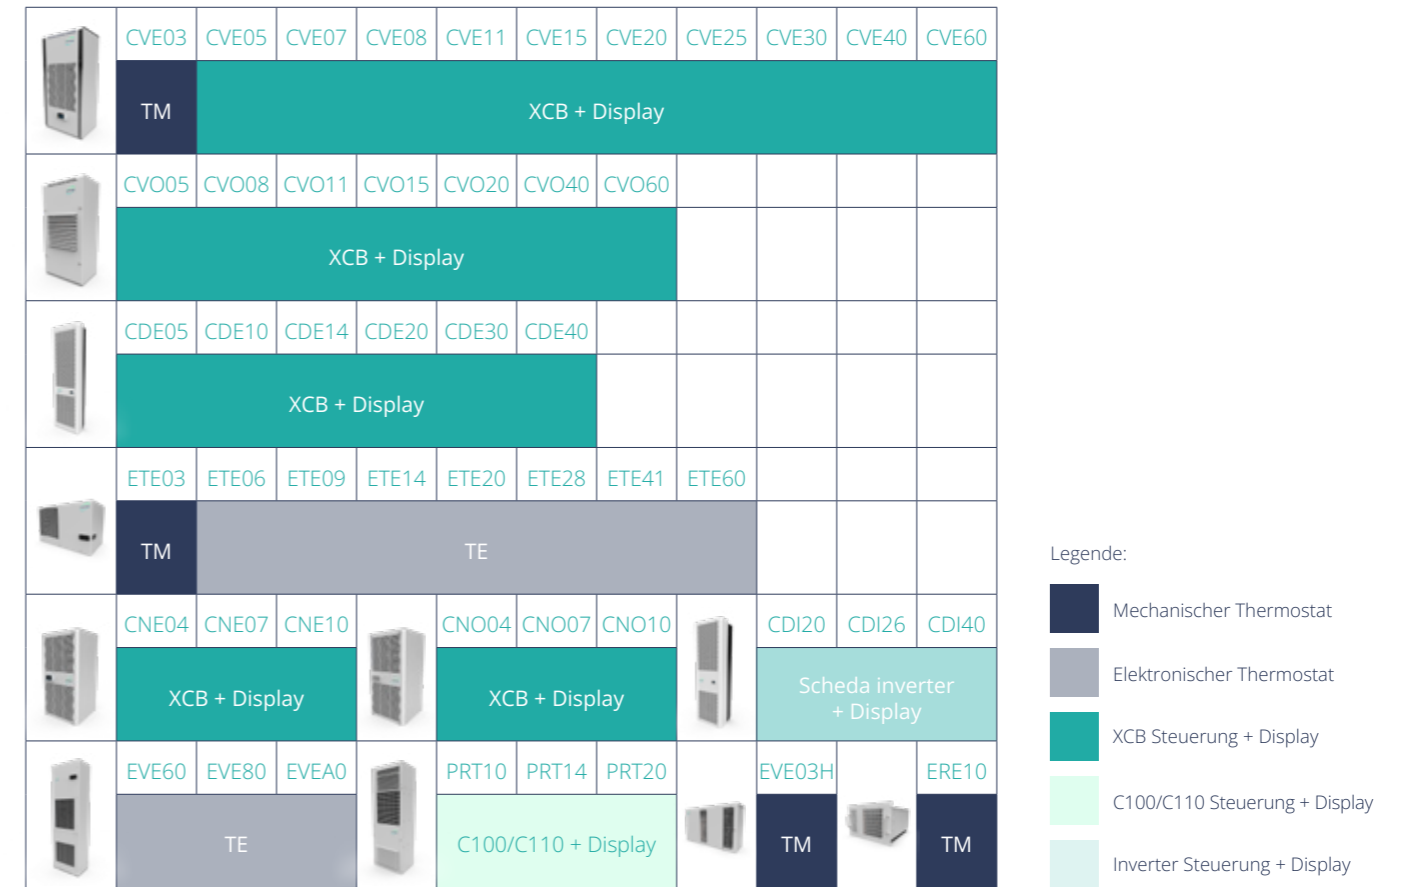 CVE03 CVE05 CVE07 CVE08 CVE11 CVE15 CVE20 CVE25 CVE30 CVE40 CVE60
TM XCB + Display
CVO05 CVO08 CVO11 CVO15 CVO20 CVO40 CVO60
XCB + Display
CDE05 CDE10 CDE14 CDE20 CDE30 CDE40
XCB + Display
ETE03 ETE06 ETE09 ETE14 ETE20 ETE28 ETE41 ETE60
TM TE
CNE04 CNE07 CNE10 CNO04 CNO07 CNO10 CDI20 CDI26 CDI40
XCB + Display XCB + Display Scheda inverter
+ Display
EVE60 EVE80 EVEA0 PRT10 PRT14 PRT20 EVE03H ERE10
TE C100/C110 + Display TM TM
Legende:
Mechanischer Thermostat
Elektronischer Thermostat
XCB Steuerung + Display
C100/C110 Steuerung + Display
Inverter Steuerung + Display